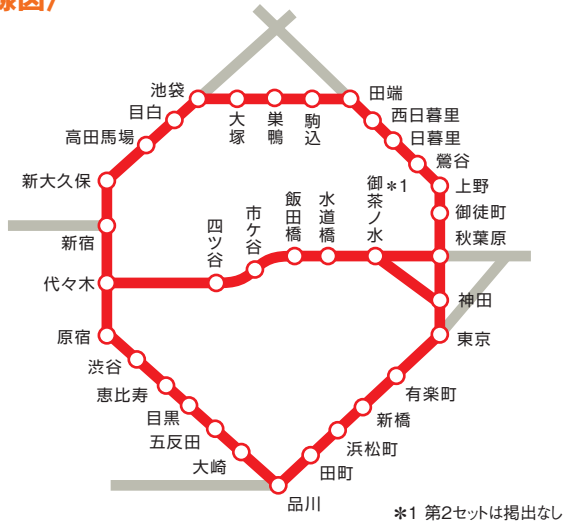 線図〉
池袋
目白
高田馬場
新大久保
新宿
代々木
原宿
渋谷
恵比寿
目黒
五反田
大崎
品川
大塚
巣鴨
駒込
田端
西日暮里
日暮里
鶯谷
上野
御徒町
秋葉原
神田
東京
有楽町
新橋
浜松町
田町
四ツ谷
市ケ谷
飯田橋
水道橋
御茶ノ水
*1
*1 第2セットは掲出なし